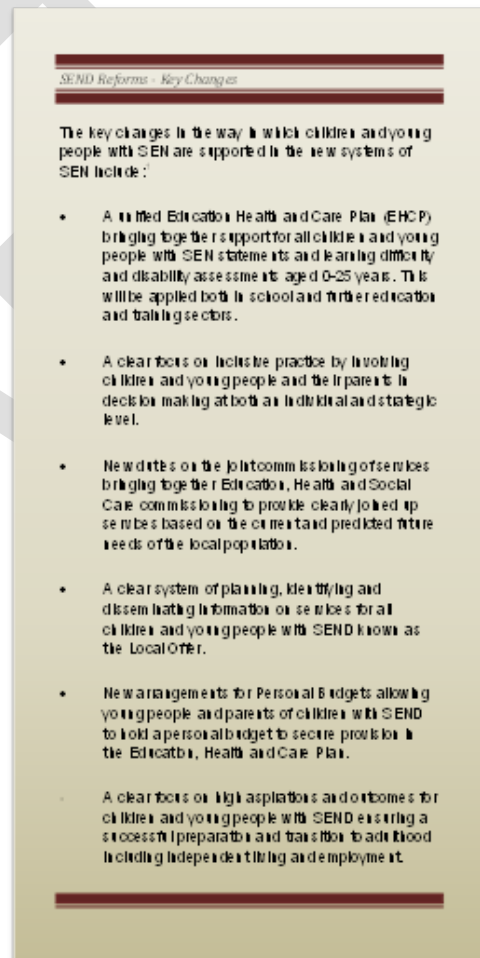 SEND Reforms - Key Changes
The key changes in the way in which children and young
people with SEN are supported in the new systems of
SEN include:
• A unified Education Health and Care Plan (EHCP)
bringing together support for all children and young
people with SEN statements and learning difficulty
and disability assessments aged 0-25 years. This
will be applied both in school and further education
and training sectors.
• A clear focus on inclusive practice by involving
children and young people and their parents in
decision making at both an individual and strategic
level.
• New duties on the joint commissioning of services
bringing together Education, Health and Social
Care commissioning to provide clearly joined up
services based on the current and predicted future
needs of the local population.
• A clear system of planning, identifying and
disseminating information on services for all
children and young people with SEND known as
the Local Offer.
• New arrangements for Personal Budgets allowing
young people and parents of children with SEND
to hold a personal budget to secure provision in
the Education, Health and Care Plan.
• A clear focus on high aspirations and outcomes for
children and young people with SEND ensuring a
successful preparation and transition to adulthood
including independent living and employment.